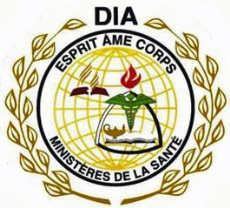 DIA
ESPRIT ÂME CORPS
MINISTÈRES DE LA SANTÉ